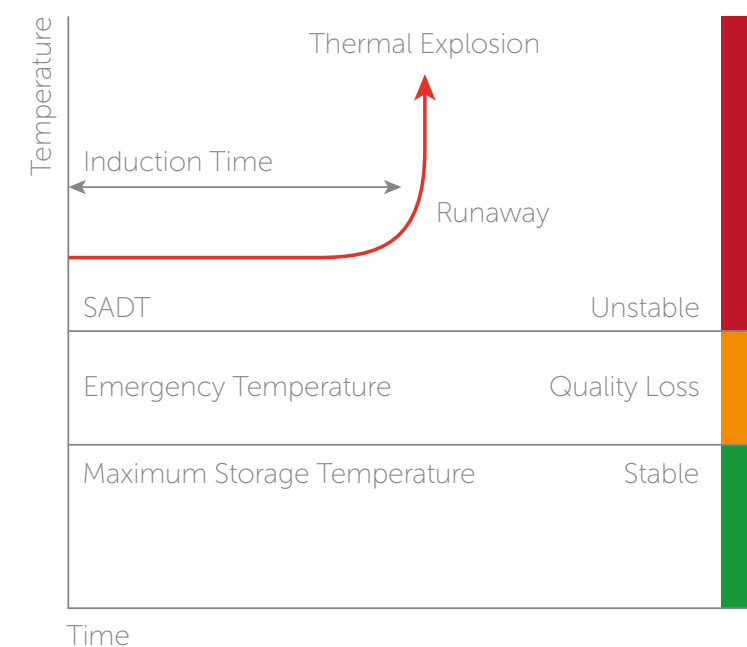 Temperature
Thermal Explosion
Induction Time
Runaway
SADT
Unstable
Emergency Temperature
Quality Loss
Maximum Storage Temperature
Stable
Time